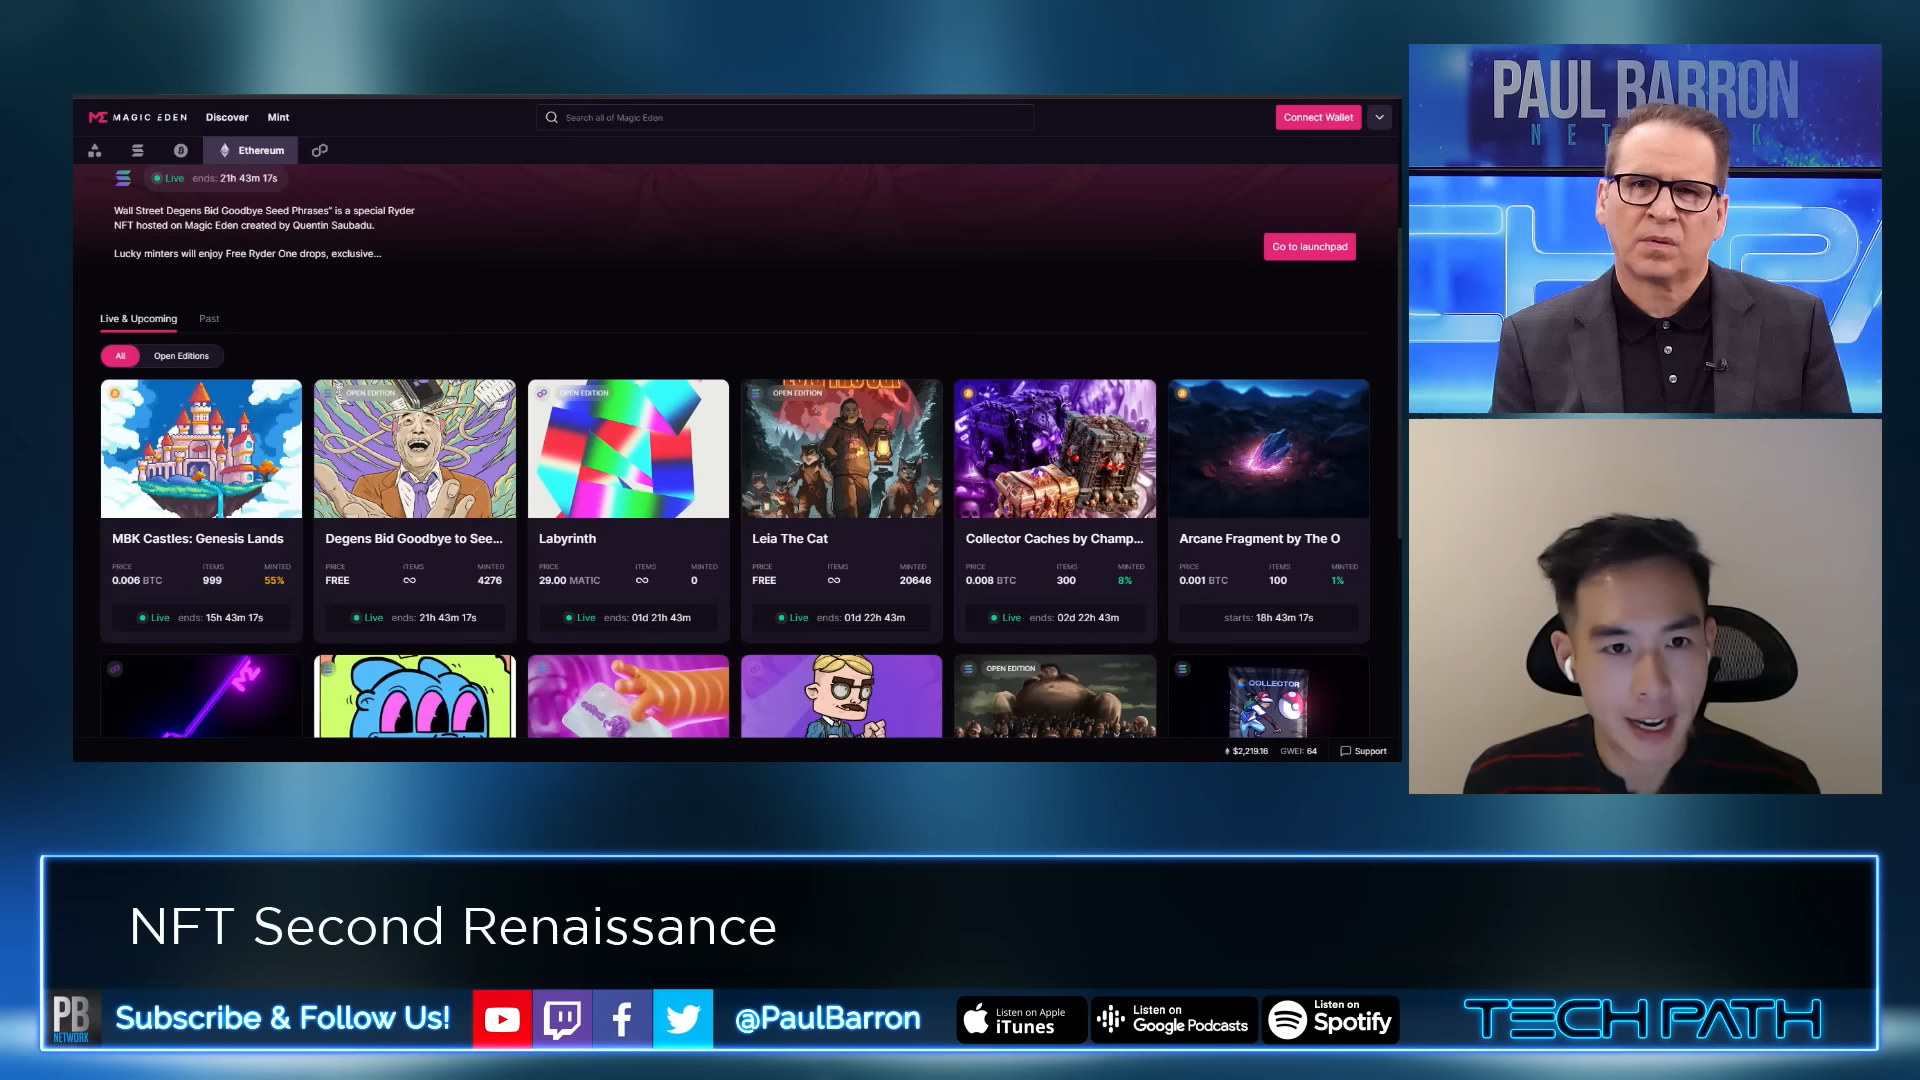 MAGIC EDEN Discover Mint
Search all of Magic Eden
Connect Wallet
Ethereum
Live ends: 21h 43m 17s
Wall Street Degens Bid Goodbye Seed Phrases" is a special Ryder
NFT hosted on Magic Eden created by Quentin Saubadu.
Lucky minters will enjoy Free Ryder One drops, exclusive...
Go to launchpad
Live & Upcoming Past
All Open Editions
MBK Castles: Genesis Lands
PRICE ITEMS MINTED
0.006 BTC 999 55%
Live ends: 15h 43m 17s
OPEN EDITION
Degens Bid Goodbye to See...
PRICE ITEMS MINTED
FREE ∞ 4276
Live ends: 21h 43m 17s
OPEN EDITION
Labyrinth
PRICE ITEMS MINTED
29.00 MATIC ∞ 0
Live ends: 01d 21h 43m
OPEN EDITION
Leia The Cat
PRICE ITEMS MINTED
FREE ∞ 20646
Live ends: 01d 22h 43m
Collector Caches by Champ...
PRICE ITEMS MINTED
0.008 BTC 300 8%
Live ends: 02d 22h 43m
Arcane Fragment by The O
PRICE ITEMS MINTED
0.001 BTC 100 1%
starts: 18h 43m 17s
OPEN EDITION
COLLECTOR
$2,219.16 GWEI: 64 Support
PAUL BARRON
NFT Second Renaissance
PB
NETWORK
Subscribe & Follow Us!
@PaulBarron
Listen on Apple
iTunes
Listen on
Google Podcasts
Listen on
Spotify
TECH PATH